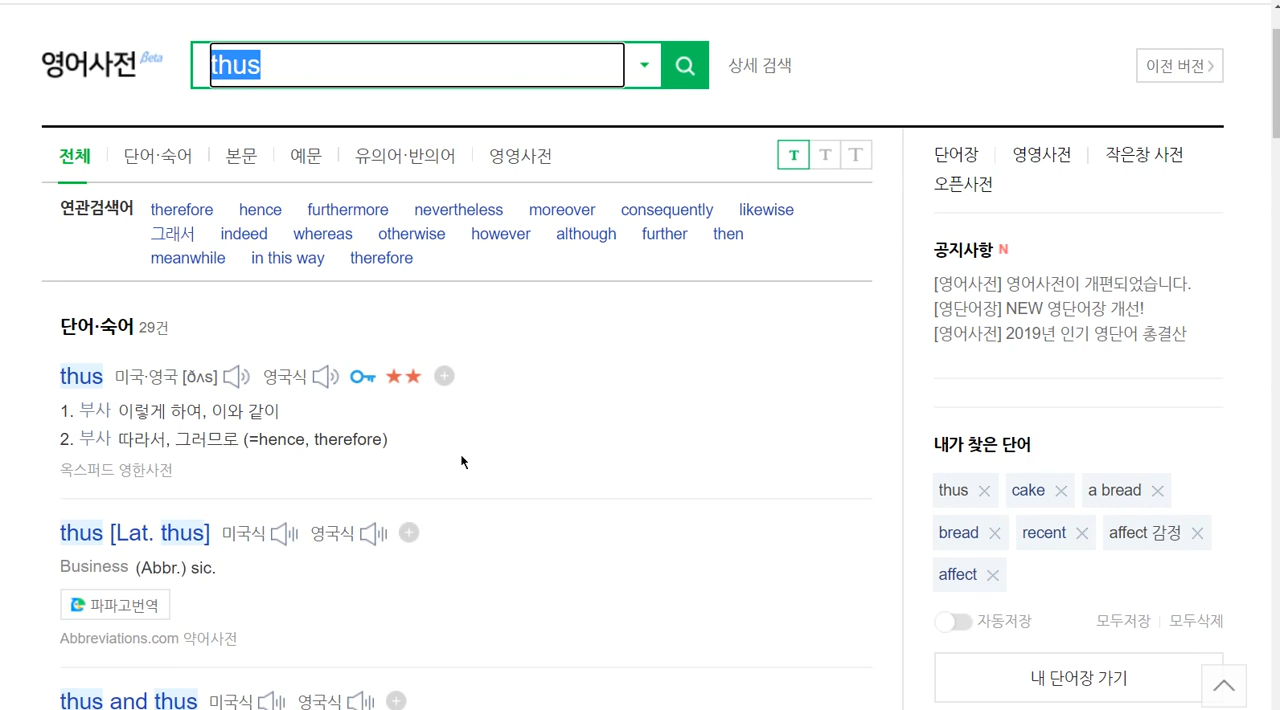 영어사전 Beta
thus
상세 검색
이전 버전
전체 단어·숙어 본문 예문 유의어·반의어 영영사전 T T T
연관검색어 therefore hence furthermore nevertheless moreover consequently likewise
그래서 indeed whereas otherwise however although further then
meanwhile in this way therefore
단어·숙어 29건
thus 미국·영국 [ðʌs] 영국식
1. 부사 이렇게 하여, 이와 같이
2. 부사 따라서, 그러므로 (=hence, therefore)
옥스퍼드 영한사전
thus [Lat. thus] 미국식 영국식
Business (Abbr.) sic.
파파고번역
Abbreviations.com 약어사전
thus and thus 미국식 영국식
단어장 영영사전 작은창 사전
오픈사전
공지사항 N
[영어사전] 영어사전이 개편되었습니다.
[영단어장] NEW 영단어장 개선!
[영어사전] 2019년 인기 영단어 총결산
내가 찾은 단어
thus cake a bread
bread recent affect 감정
affect
자동저장 모두저장 모두삭제
내 단어장 가기